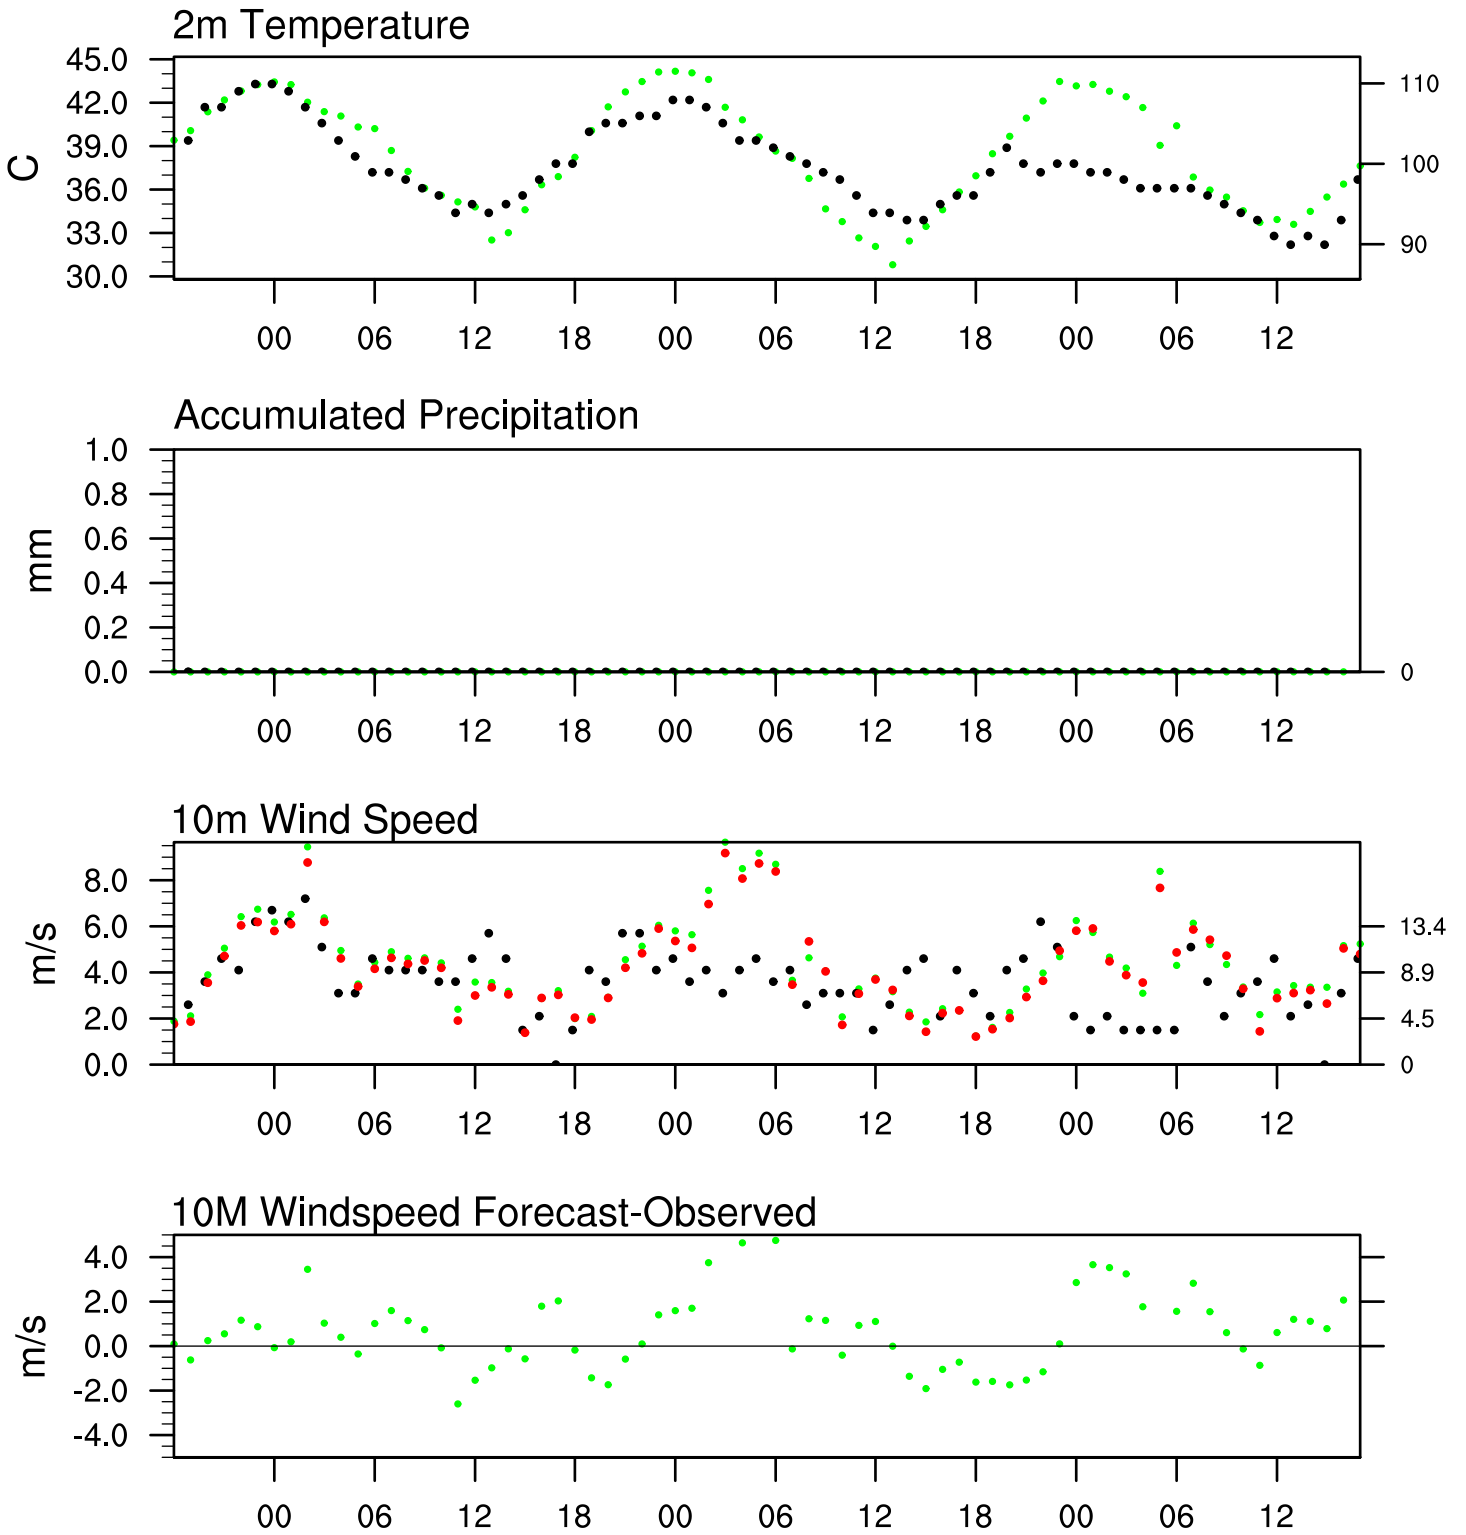 2m Temperature
45.0
42.0
39.0
36.0
33.0
30.0
C
110
100
90
00 06 12 18 00 06 12 18 00 06 12
Accumulated Precipitation
1.0
0.8
0.6
0.4
0.2
0.0
mm
0
00 06 12 18 00 06 12 18 00 06 12
10m Wind Speed
8.0
6.0
4.0
2.0
0.0
m/s
13.4
8.9
4.5
0
00 06 12 18 00 06 12 18 00 06 12
10M Windspeed Forecast-Observed
4.0
2.0
0.0
-2.0
-4.0
m/s
00 06 12 18 00 06 12 18 00 06 12